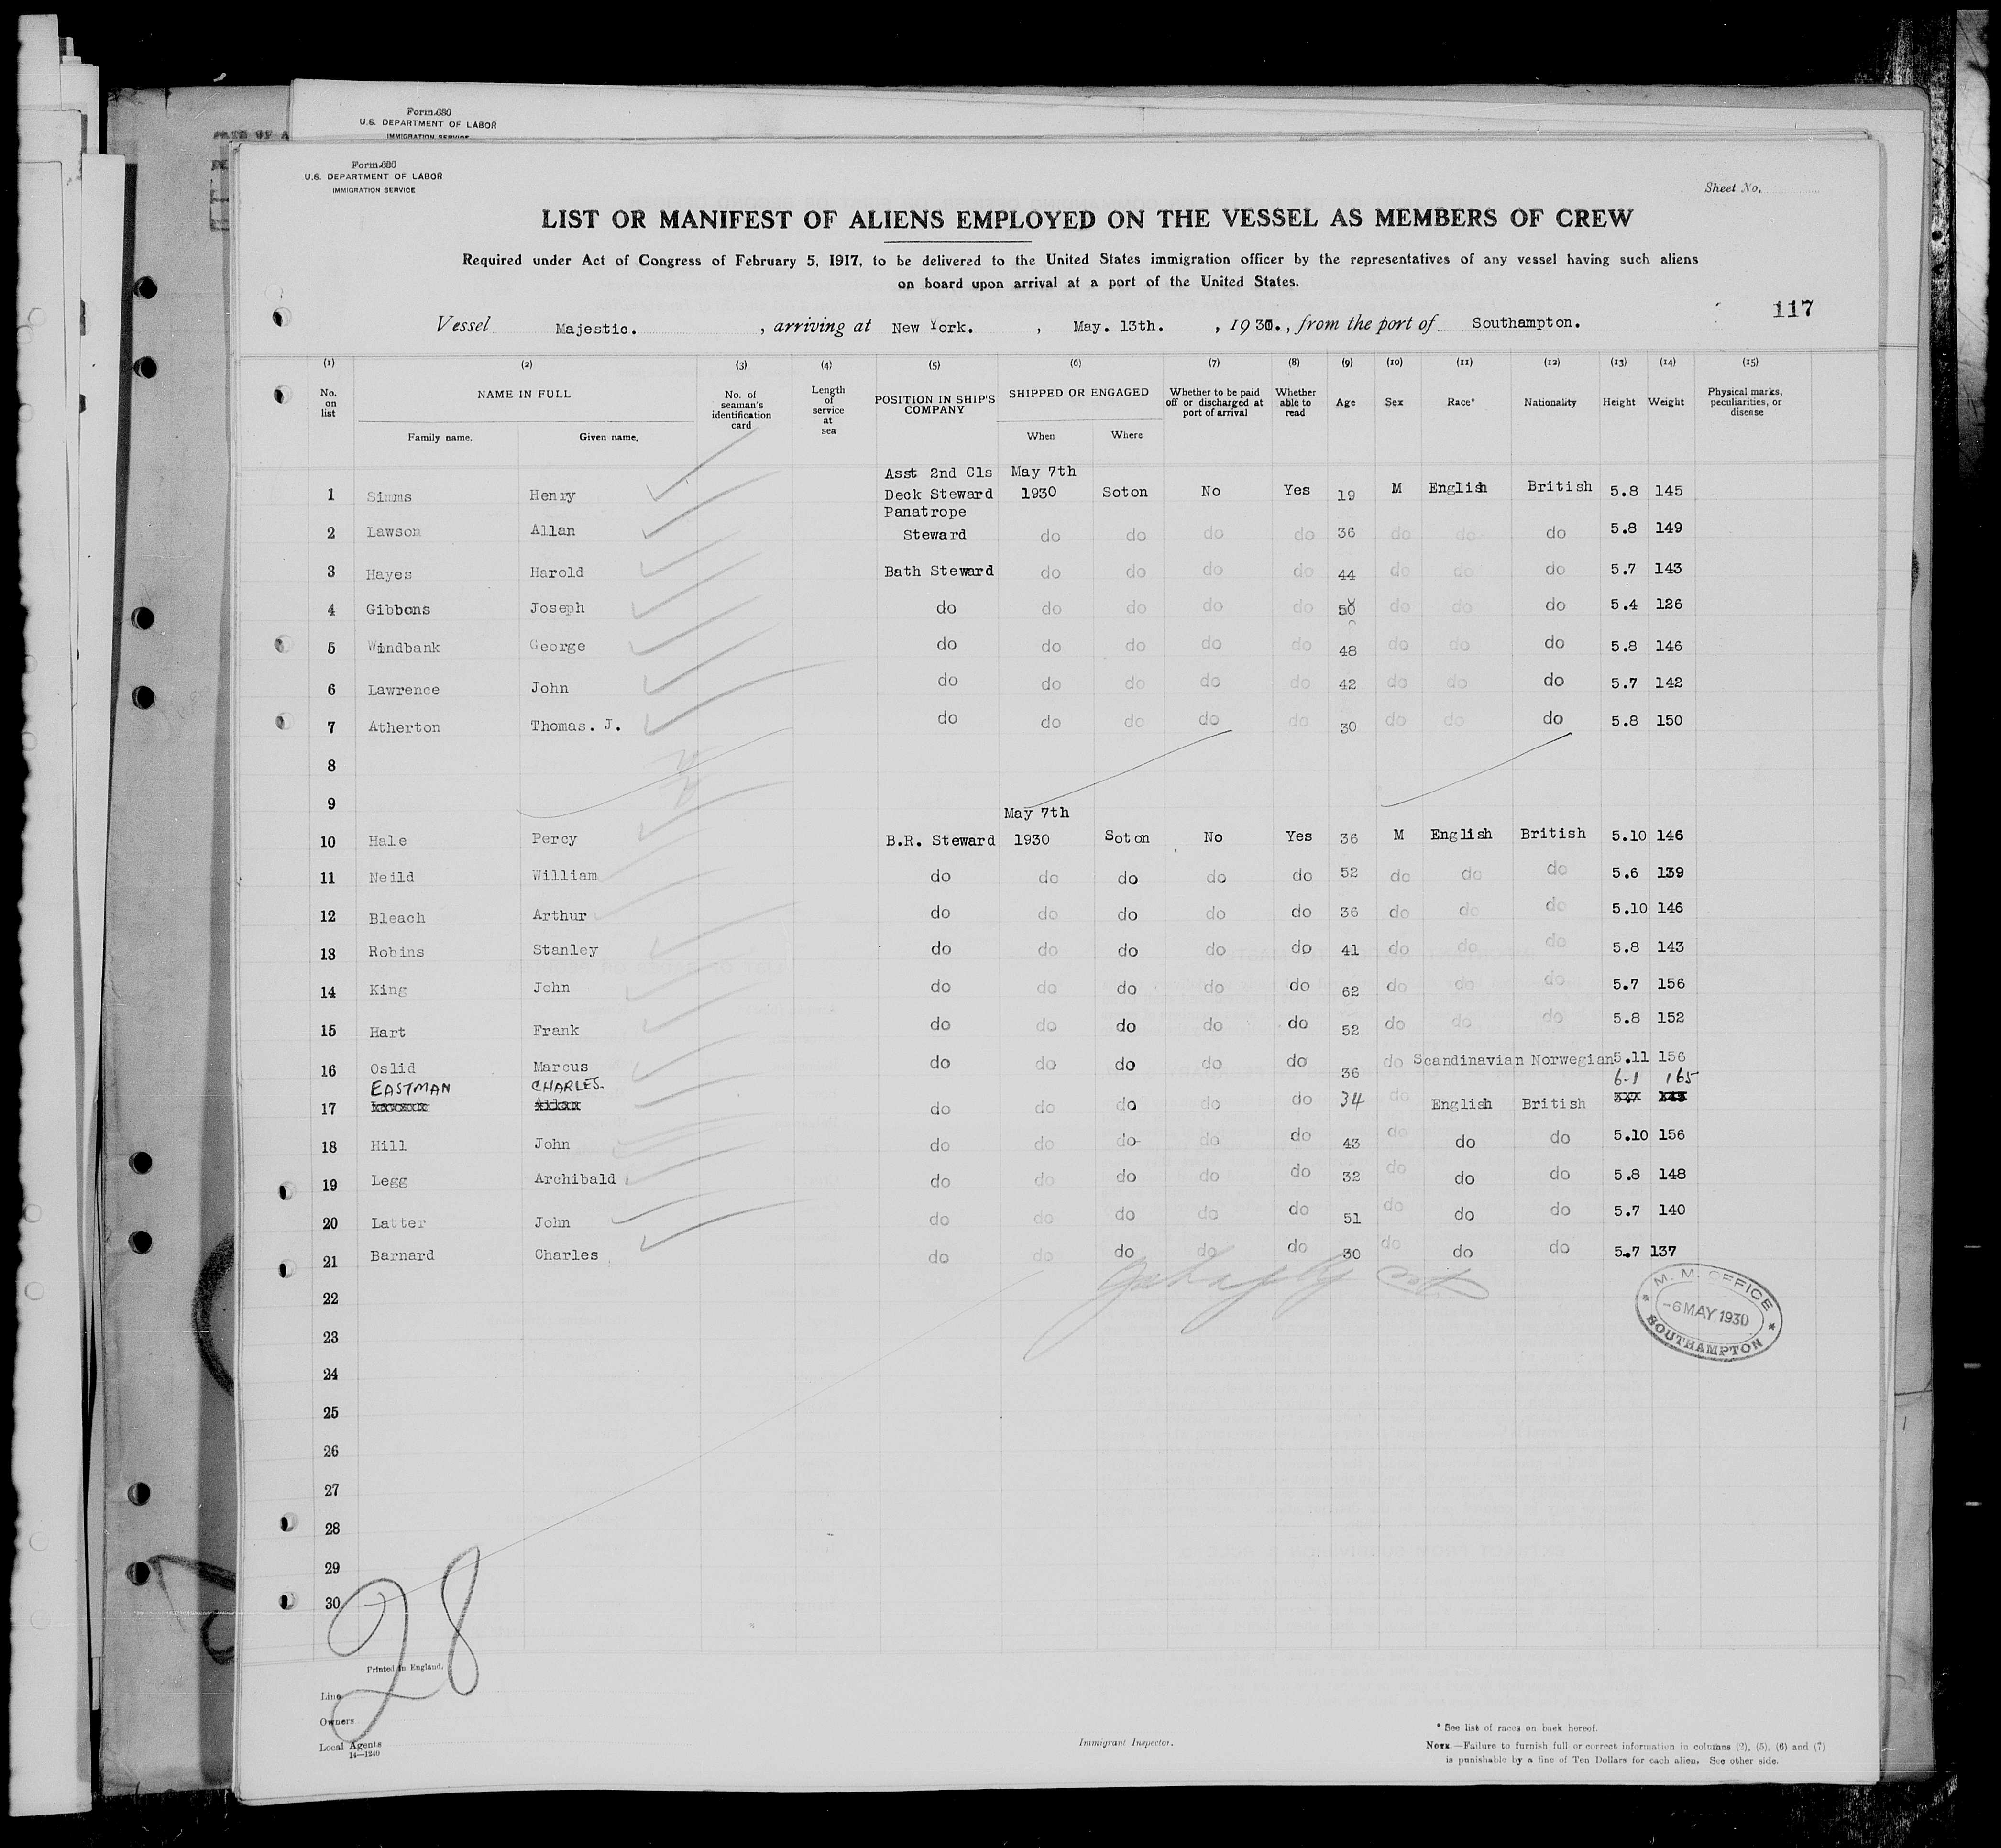 Form 680
U.S. DEPARTMENT OF LABOR
IMMIGRATION SERVICE
Form 680
U.S. DEPARTMENT OF LABOR
IMMIGRATION SERVICE
Sheet No.
LIST OR MANIFEST OF ALIENS EMPLOYED ON THE VESSEL AS MEMBERS OF CREW
Required under Act of Congress of February 5, 1917, to be delivered to the United States immigration officer by the representatives of any vessel having such aliens
on board upon arrival at a port of the United States.
117
Vessel Majestic. , arriving at New York. , May. 13th. , 1930., from the port of Southampton.
(1) (2) (3) (4) (5) (6) (7) (8) (9) (10) (11) (12) (13) (14) (15)
No. on list NAME IN FULL Family name. Given name. No. of seaman's identification card Length of service at sea POSITION IN SHIP'S COMPANY SHIPPED OR ENGAGED When Where Whether to be paid off or discharged at port of arrival Whether able to read Age Sex Race* Nationality Height Weight Physical marks, peculiarities, or disease
Asst 2nd Cls May 7th
1 Simms Henry Deck Steward 1930 Soton No Yes 19 M English British 5.8 145
Panatrope
2 Lawson Allan Steward do do do do 36 do do do 5.8 149
3 Hayes Harold Bath Steward do do do do 44 do do do 5.7 143
4 Gibbons Joseph do do do do do 50 do do do 5.4 126
5 Windbank George do do do do do 48 do do do 5.8 146
6 Lawrence John do do do do do 42 do do do 5.7 142
7 Atherton Thomas. J. do do do do do 30 do do do 5.8 150
8
9
May 7th
10 Hale Percy B.R. Steward 1930 Soton No Yes 36 M English British 5.10 146
11 Neild William do do do do do 52 do do do 5.6 139
12 Bleach Arthur do do do do do 36 do do do 5.10 146
13 Robins Stanley do do do do do 41 do do do 5.8 143
14 King John do do do do do 62 do do do 5.7 156
15 Hart Frank do do do do do 52 do do do 5.8 152
16 Oslid Marcus do do do do do 36 do Scandinavian Norwegian 5.11 156
EASTMAN CHARLES. 6-1 165
17 Allan do do do do do 34 do English British
18 Hill John do do do do do 43 do do do 5.10 156
19 Legg Archibald do do do do do 32 do do do 5.8 148
20 Latter John do do do do do 51 do do do 5.7 140
21 Barnard Charles do do do do do 30 do do do 5.7 137
22
M. M. OFFICE
-6 MAY 1930
SOUTHAMPTON
23
24
25
26
27
28
29
30
28
Printed in England.
Line
Owners
Local Agents
14—1240
Immigrant Inspector.
* See list of races on back hereof.
NOTE.—Failure to furnish full or correct information in columns (2), (5), (6) and (7)
is punishable by a fine of Ten Dollars for each alien. See other side.